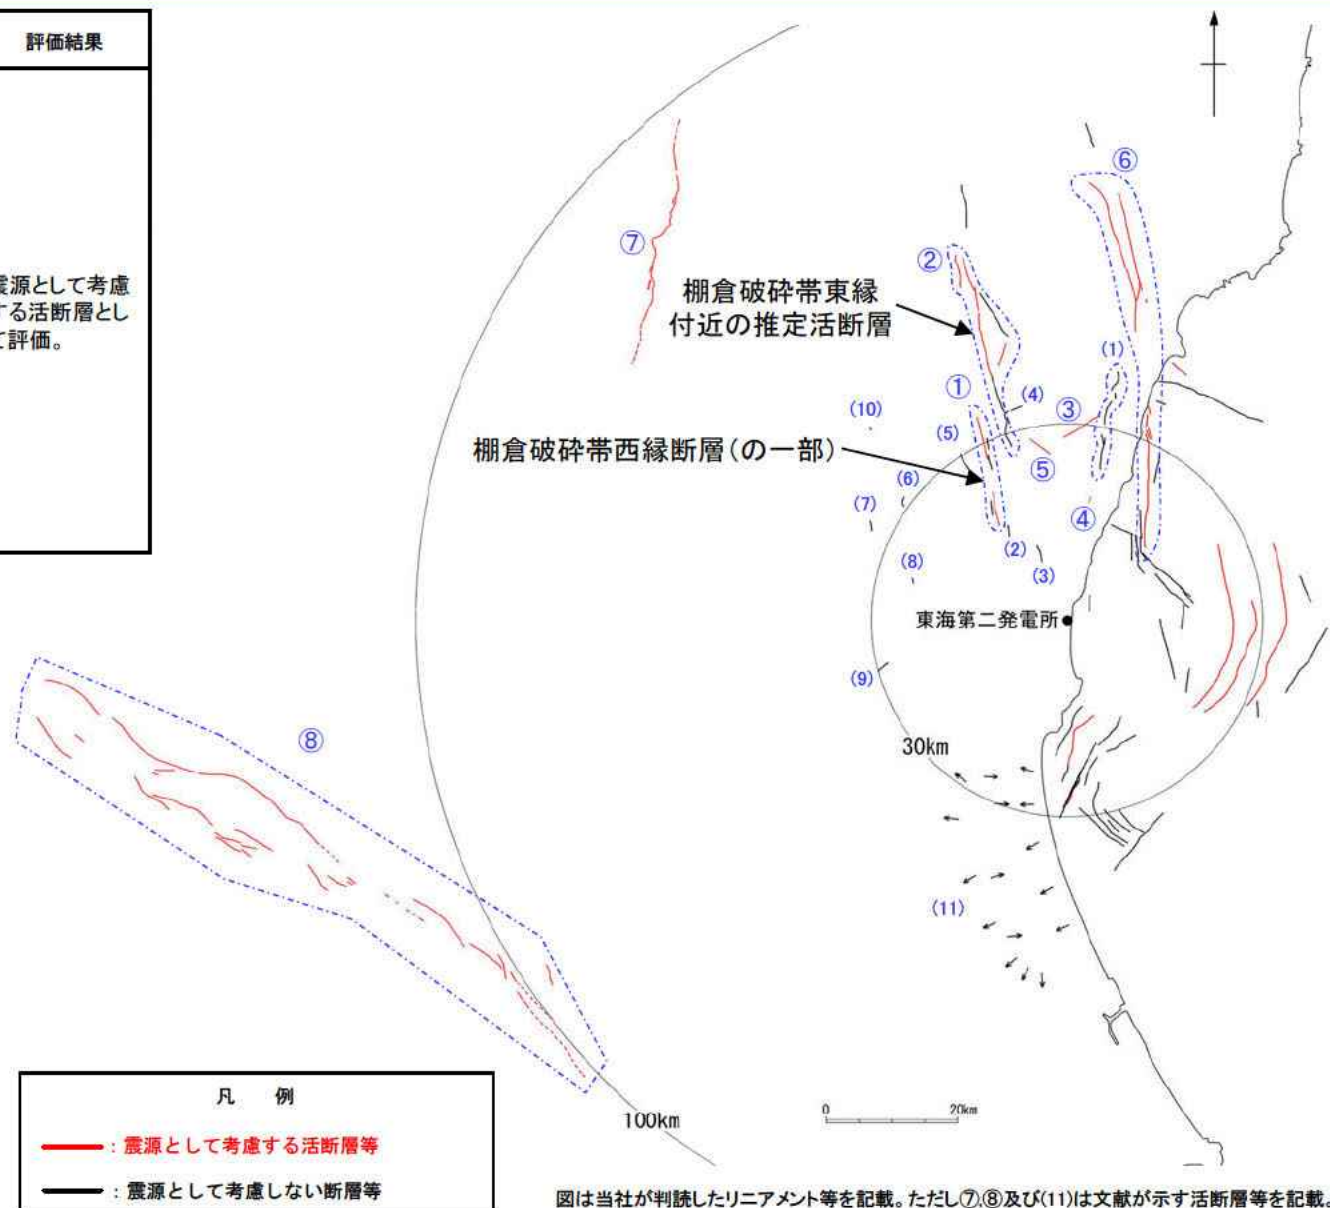 評価結果
震源として考慮
する活断層とし
て評価。
⑥
⑦
②
棚倉破砕帯東縁
付近の推定活断層
(1)
①
(4)
③
(10)
(5)
棚倉破砕帯西縁断層(の一部)
⑤
(6)
(7)
④
(2)
(8)
(3)
東海第二発電所
(9)
⑧
30km
(11)
凡 例
:震源として考慮する活断層等
:震源として考慮しない断層等
100km
0 20km
図は当社が判読したリニアメント等を記載。ただし⑦,⑧及び(11)は文献が示す活断層等を記載。